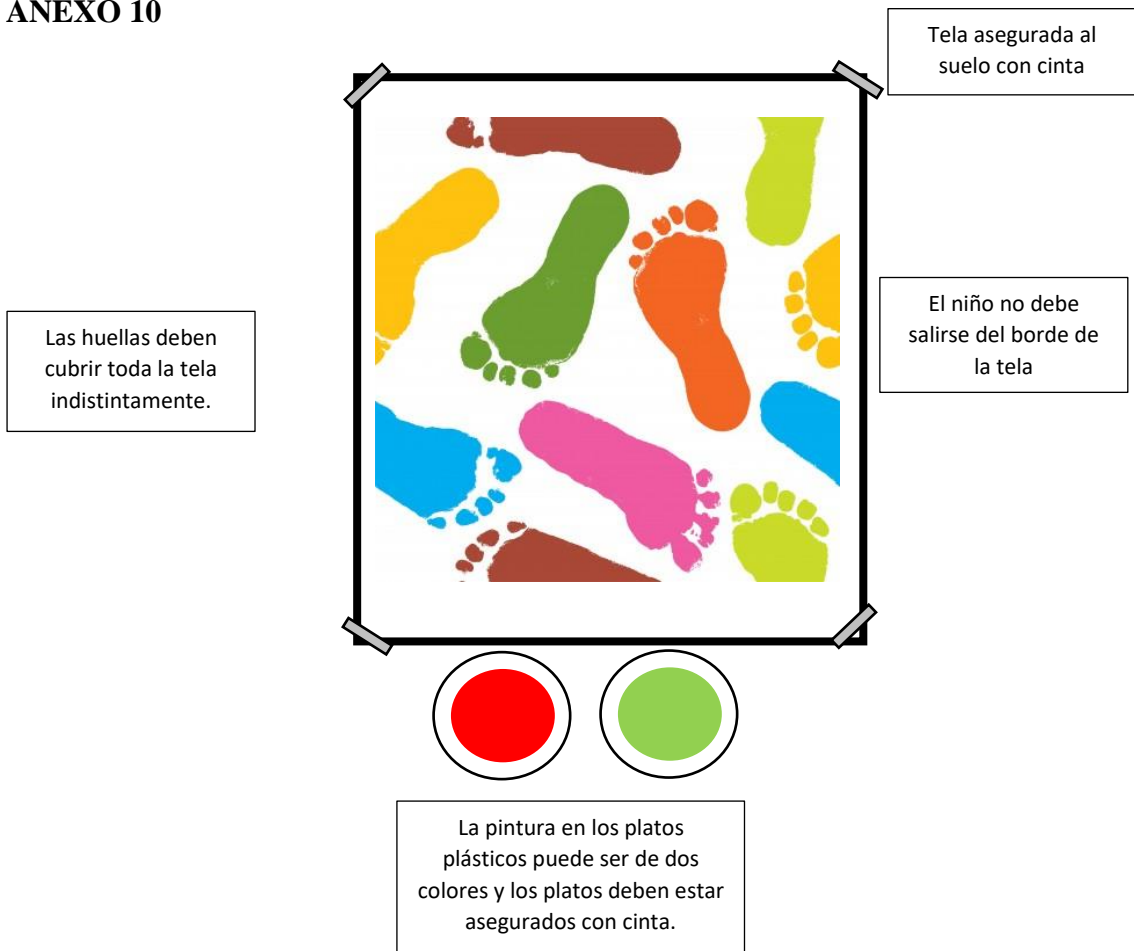 ANEXO 10
Tela asegurada al
suelo con cinta
Las huellas deben
cubrir toda la tela
indistintamente.
El niño no debe
salirse del borde de
la tela
La pintura en los platos
plásticos puede ser de dos
colores y los platos deben estar
asegurados con cinta.